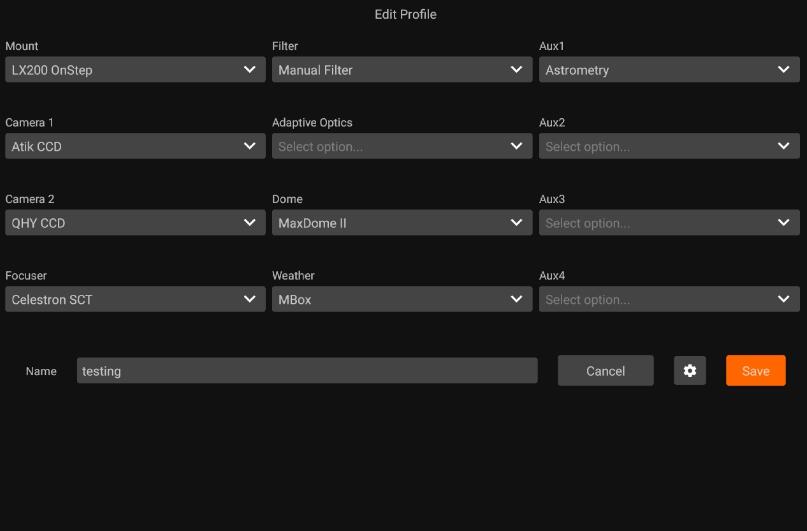 Edit Profile
Mount Filter Aux1
LX200 OnStep Manual Filter Astrometry
Camera 1 Adaptive Optics Aux2
Atik CCD Select option... Select option...
Camera 2 Dome Aux3
QHY CCD MaxDome II Select option...
Focuser Weather Aux4
Celestron SCT MBox Select option...
Name testing Cancel Save